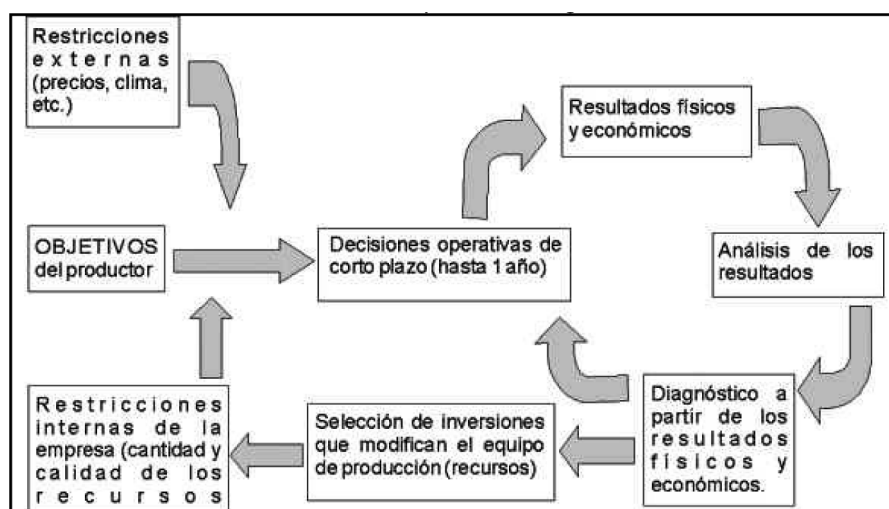 Restricciones
externas
(precios, clima,
etc.)
Resultados físicos
y económicos
OBJETIVOS
del productor
Decisiones operativas de
corto plazo (hasta 1 año)
Análisis de los
resultados
Restricciones
internas de la
empresa (cantidad y
calidad de los
recursos
Selección de inversiones
que modifican el equipo
de producción (recursos)
Diagnóstico a
partir de los
resultados
físicos y
económicos.